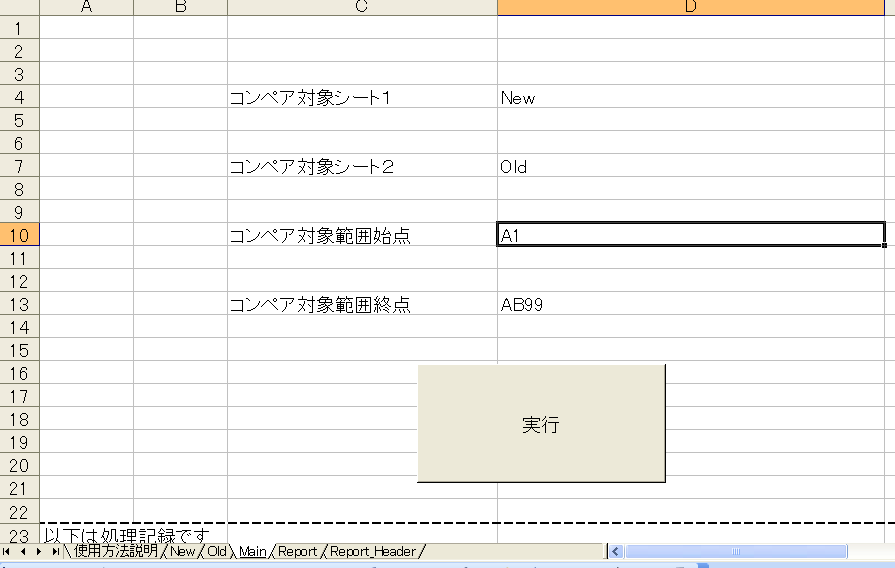 A B C D
1
2
3
4 コンペア対象シート1 New
5
6
7 コンペア対象シート2 Old
8
9
10 コンペア対象範囲始点 A1
11
12
13 コンペア対象範囲終点 AB99
14
15
16
17
18 実行
19
20
21
22
23 以下は処理記録です
使用方法説明 New Old Main Report Report_Header